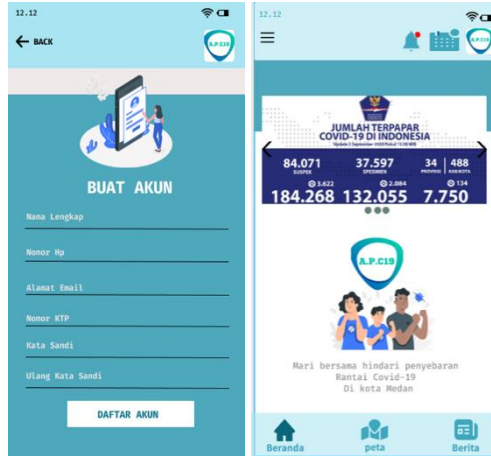 12.12
BACK
A.P.C19
BUAT AKUN
Nama Lengkap
Nomor Hp
Alamat Email
Nomor KTP
Kata Sandi
Ulang Kata Sandi
DAFTAR AKUN
12.12
A.P.C19
JUMLAH TERPAPAR
COVID-19 DI INDONESIA
84.071 37.597 34 488
SUSPEK SPESIMEN PROVINSI KAB/KOTA
3.622 2.084 134
184.268 132.055 7.750
A.P.C19
Mari bersama hindari penyebaran
Rantai Covid-19
Di kota Medan
Beranda peta Berita